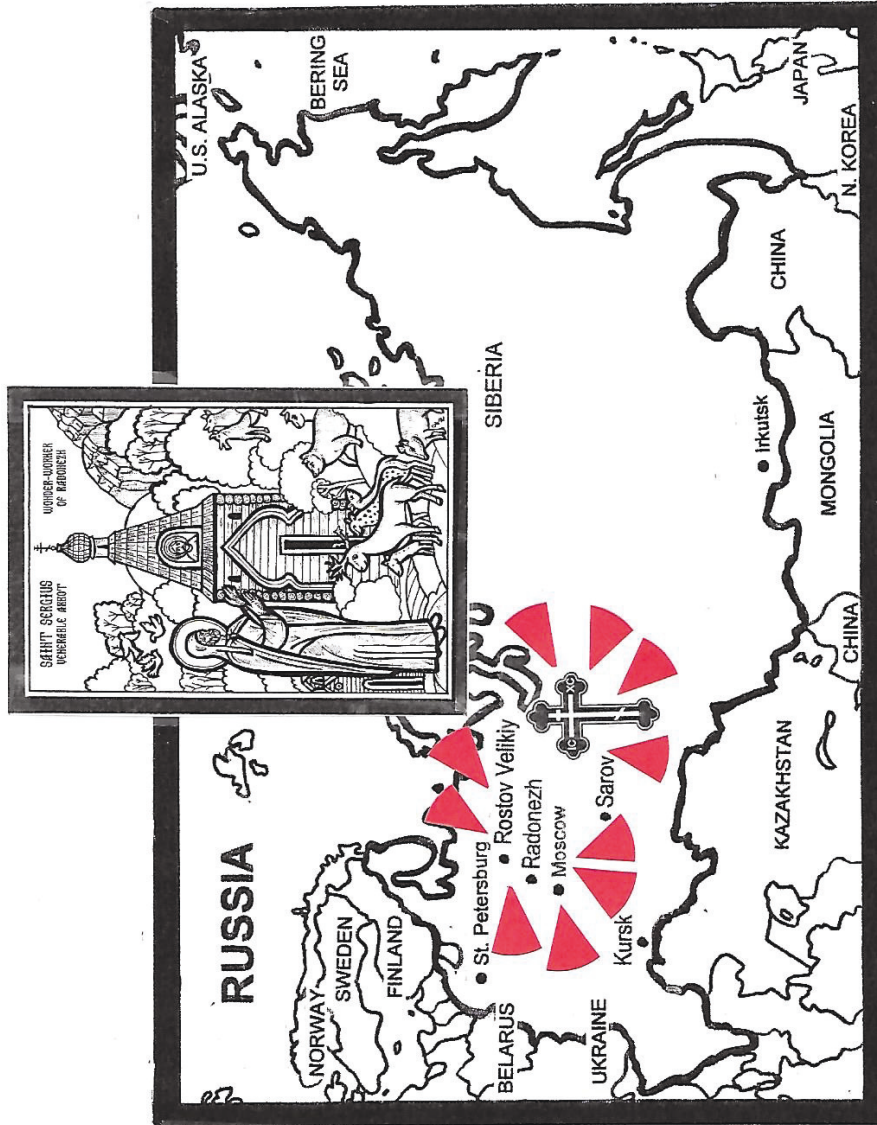 RUSSIA
SAINT SERGIUS
VENERABLE ABBOT
WONDER-WORKER
OF RADONEZH
U.S. ALASKA
BERING
SEA
NORWAY
SWEDEN
FINLAND
SIBERIA
St. Petersburg
Rostov Velikiy
Radonezh
Moscow
BELARUS
Sarov
UKRAINE
Kursk
Irkutsk
JAPAN
N. KOREA
CHINA
MONGOLIA
KAZAKHSTAN
CHINA